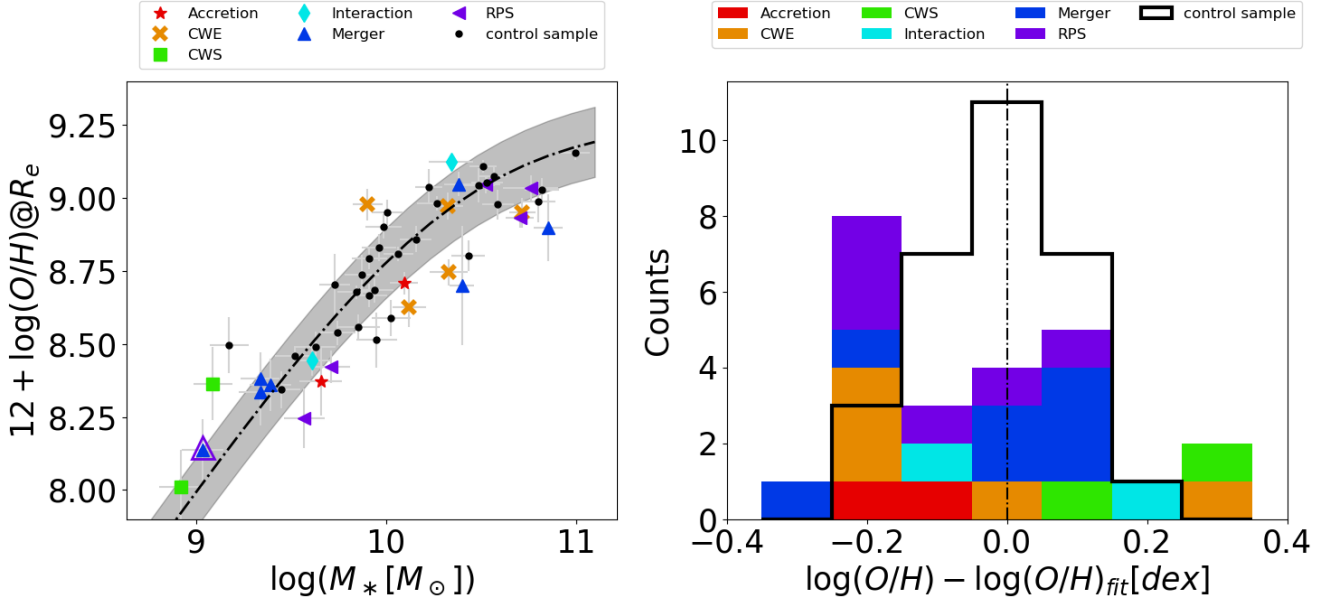 Accretion Interaction RPS
CWE Merger control sample
CWS
12 + log(O/H)@R_e
9.25
9.00
8.75
8.50
8.25
8.00
9 10 11
log(M_*[M_⊙])
Accretion CWS Merger control sample
CWE Interaction RPS
Counts
10
8
6
4
2
0
−0.4 −0.2 0.0 0.2 0.4
log(O/H) − log(O/H)_fit[dex]